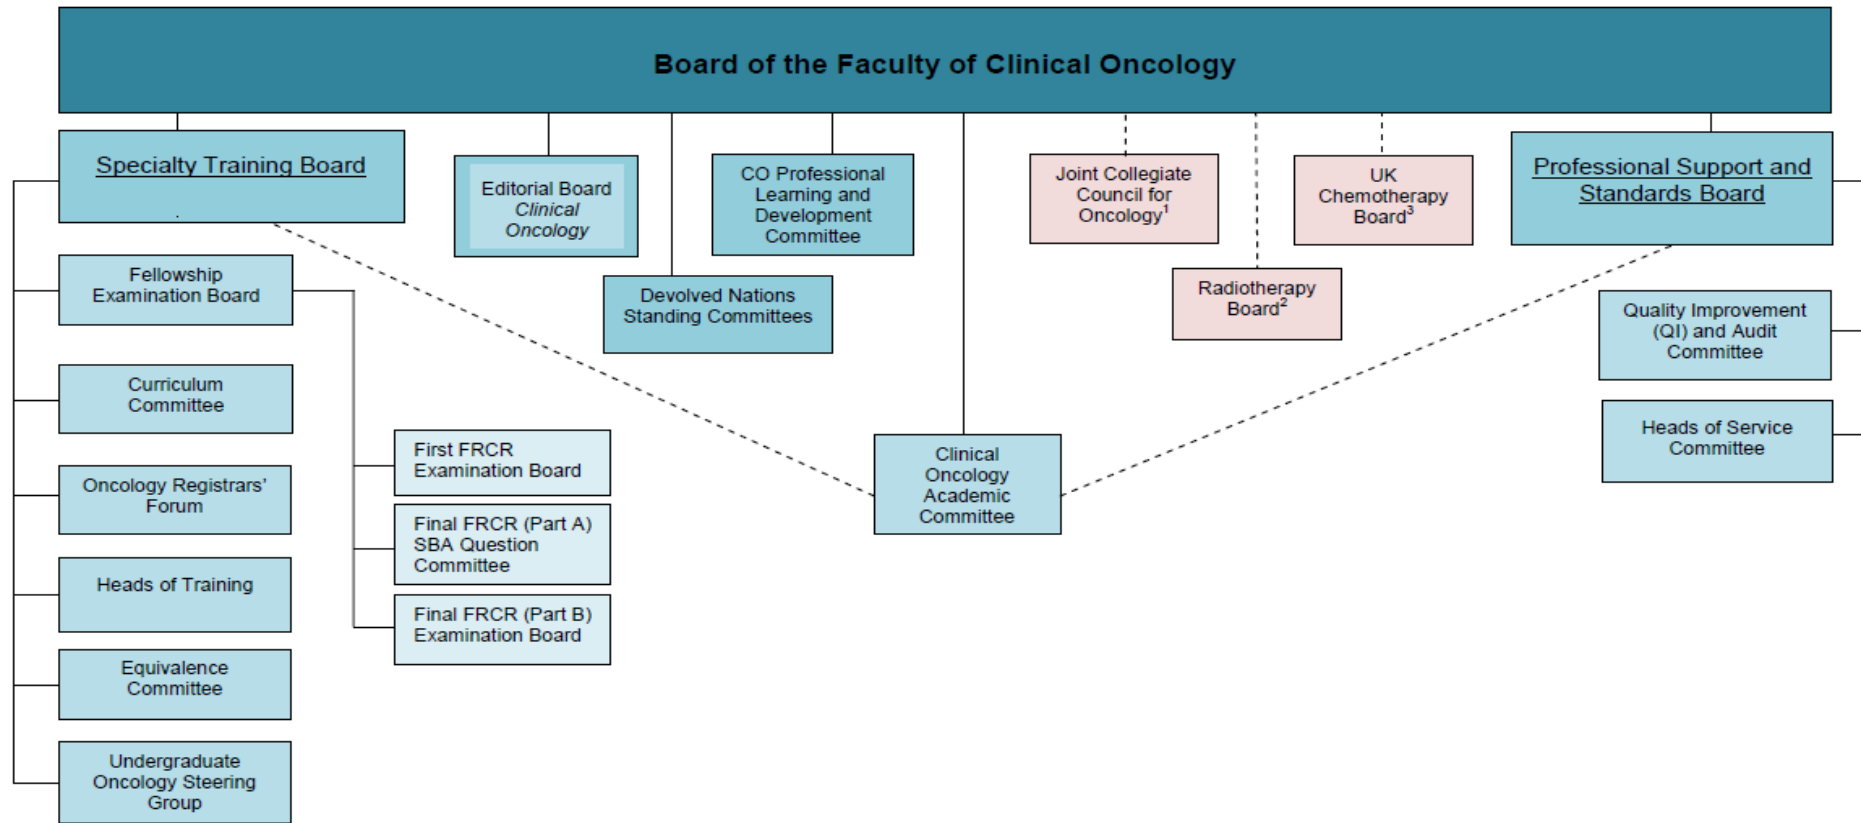 Board of the Faculty of Clinical Oncology
Specialty Training Board
.
Editorial Board
Clinical
Oncology
CO Professional
Learning and
Development
Committee
Joint Collegiate
Council for
Oncology¹
UK
Chemotherapy
Board³
Professional Support and
Standards Board
Devolved Nations
Standing Committees
Radiotherapy
Board²
Fellowship
Examination Board
Curriculum
Committee
Oncology Registrars'
Forum
Heads of Training
Equivalence
Committee
Undergraduate
Oncology Steering
Group
First FRCR
Examination Board
Final FRCR (Part A)
SBA Question
Committee
Final FRCR (Part B)
Examination Board
Clinical
Oncology
Academic
Committee
Quality Improvement
(QI) and Audit
Committee
Heads of Service
Committee